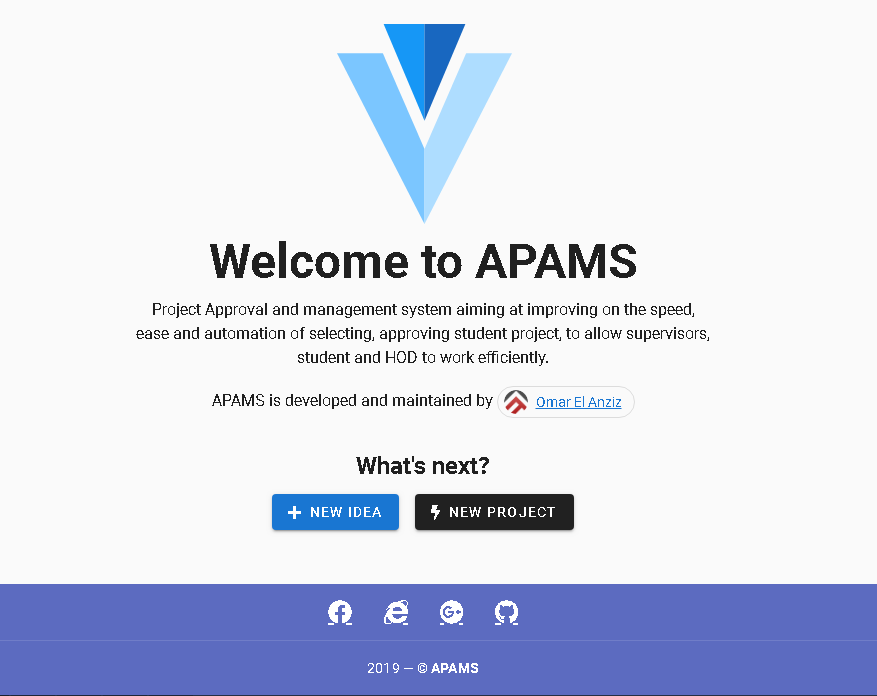 Welcome to APAMS
Project Approval and management system aiming at improving on the speed,
ease and automation of selecting, approving student project, to allow supervisors,
student and HOD to work efficiently.
APAMS is developed and maintained by Omar El Anziz
What's next?
NEW IDEA NEW PROJECT
2019 — © APAMS